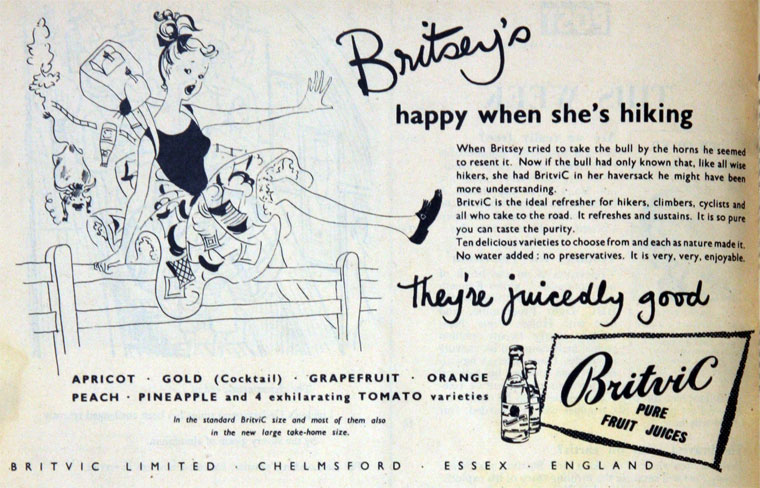 Britsey's
happy when she's hiking
When Britsey tried to take the bull by the horns he seemed
to resent it. Now if the bull had only known that, like all wise
hikers, she had BritviC in her haversack he might have been
more understanding.
BritviC is the ideal refresher for hikers, climbers, cyclists and
all who take to the road. It refreshes and sustains. It is so pure
you can taste the purity.
Ten delicious varieties to choose from and each as nature made it.
No water added : no preservatives. It is very, very, enjoyable.
they're juicedly good
APRICOT · GOLD (Cocktail) · GRAPEFRUIT · ORANGE
PEACH · PINEAPPLE and 4 exhilarating TOMATO varieties
In the standard BritviC size and most of them also
in the new large take-home size.
BritviC
PURE
FRUIT JUICES
BRITVIC LIMITED · CHELMSFORD · ESSEX · ENGLAND